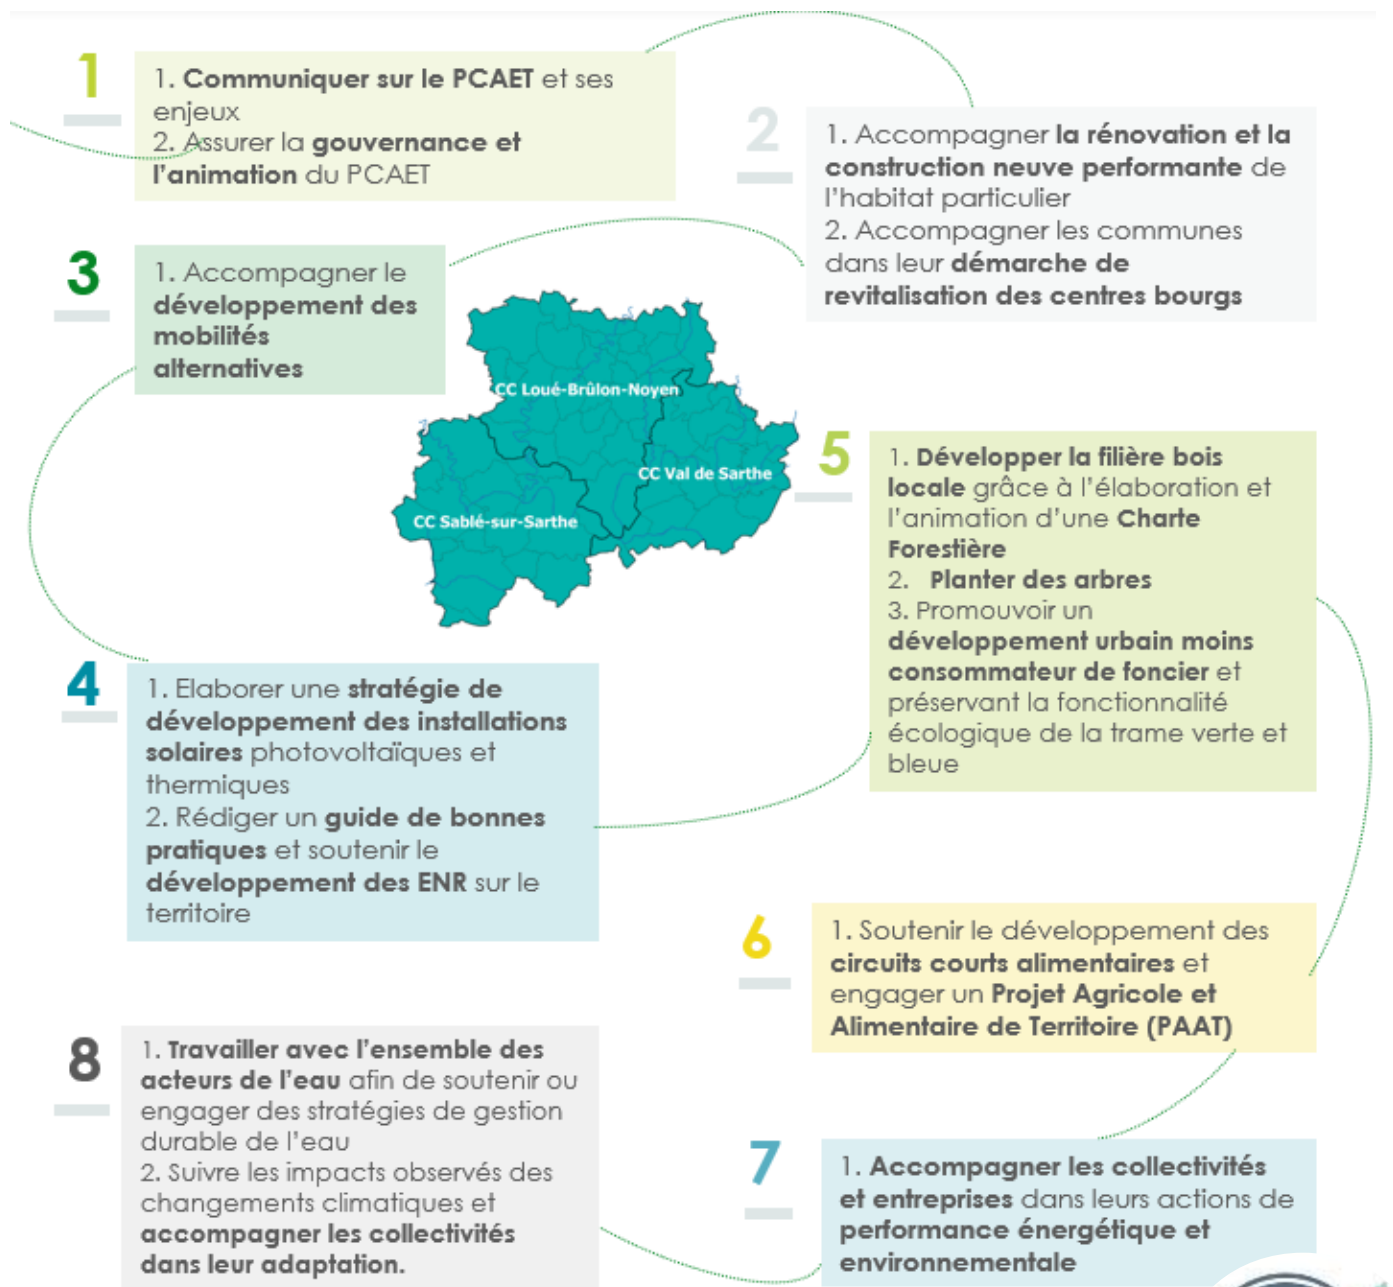 1
1. Communiquer sur le PCAET et ses
enjeux
2. Assurer la gouvernance et
l'animation du PCAET
2
1. Accompagner la rénovation et la
construction neuve performante de
l'habitat particulier
2. Accompagner les communes
dans leur démarche de
revitalisation des centres bourgs
3
1. Accompagner le
développement des
mobilités
alternatives
CC Loué-Brûlon-Noyen
CC Val de Sarthe
CC Sablé-sur-Sarthe
4
1. Elaborer une stratégie de
développement des installations
solaires photovoltaïques et
thermiques
2. Rédiger un guide de bonnes
pratiques et soutenir le
développement des ENR sur le
territoire
5
1. Développer la filière bois
locale grâce à l'élaboration et
l'animation d'une Charte
Forestière
2. Planter des arbres
3. Promouvoir un
développement urbain moins
consommateur de foncier et
préservant la fonctionnalité
écologique de la trame verte et
bleue
6
1. Soutenir le développement des
circuits courts alimentaires et
engager un Projet Agricole et
Alimentaire de Territoire (PAAT)
7
1. Accompagner les collectivités
et entreprises dans leurs actions de
performance énergétique et
environnementale
8
1. Travailler avec l'ensemble des
acteurs de l'eau afin de soutenir ou
engager des stratégies de gestion
durable de l'eau
2. Suivre les impacts observés des
changements climatiques et
accompagner les collectivités
dans leur adaptation.